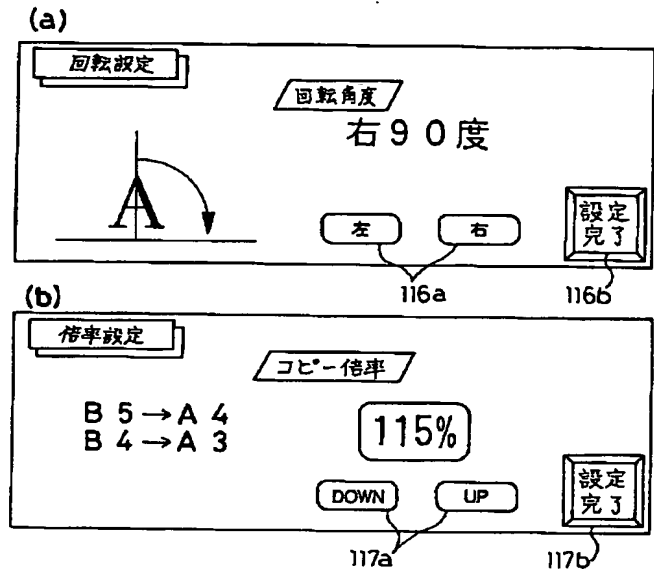 (a)
回転設定
回転角度
右90度
A
左 右
設定
完了
116a 116b
(b)
倍率設定
コピー倍率
B5→A4
B4→A3
115%
DOWN UP
設定
完了
117a 117b